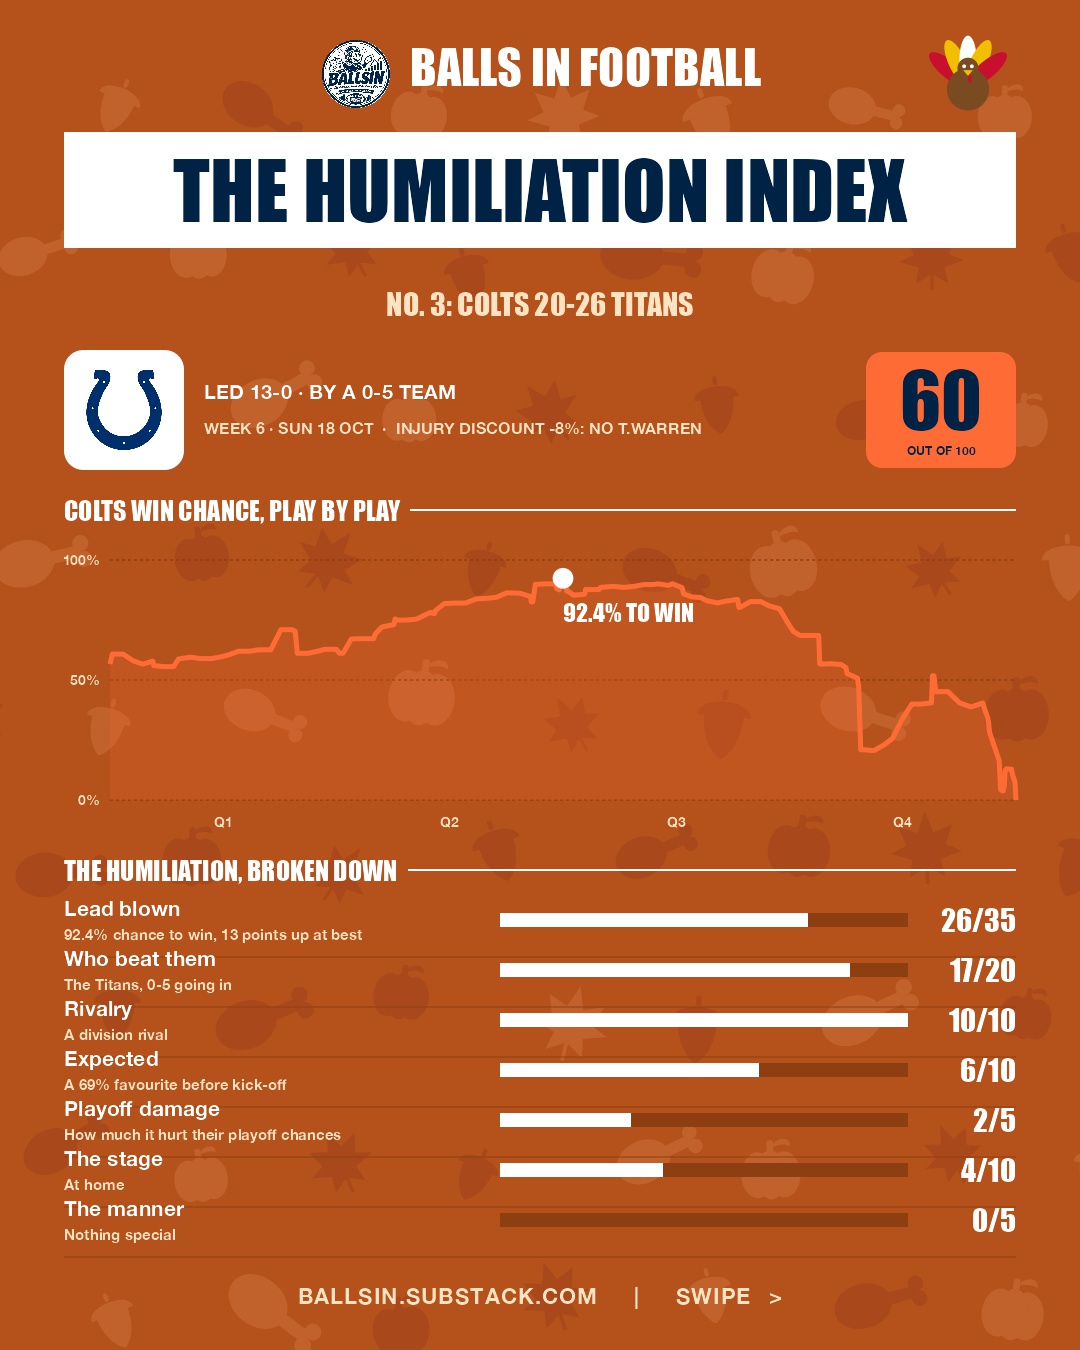 BALLSIN
BALLS IN FOOTBALL
THE HUMILIATION INDEX
NO. 3: COLTS 20-26 TITANS
LED 13-0 · BY A 0-5 TEAM
WEEK 6 · SUN 18 OCT · INJURY DISCOUNT -8%: NO T.WARREN
60
OUT OF 100
COLTS WIN CHANCE, PLAY BY PLAY
100%
92.4% TO WIN
50%
0%
Q1 Q2 Q3 Q4
THE HUMILIATION, BROKEN DOWN
Lead blown
26/35
92.4% chance to win, 13 points up at best
Who beat them
17/20
The Titans, 0-5 going in
Rivalry
10/10
A division rival
Expected
6/10
A 69% favourite before kick-off
Playoff damage
2/5
How much it hurt their playoff chances
The stage
4/10
At home
The manner
0/5
Nothing special
BALLSIN.SUBSTACK.COM | SWIPE >